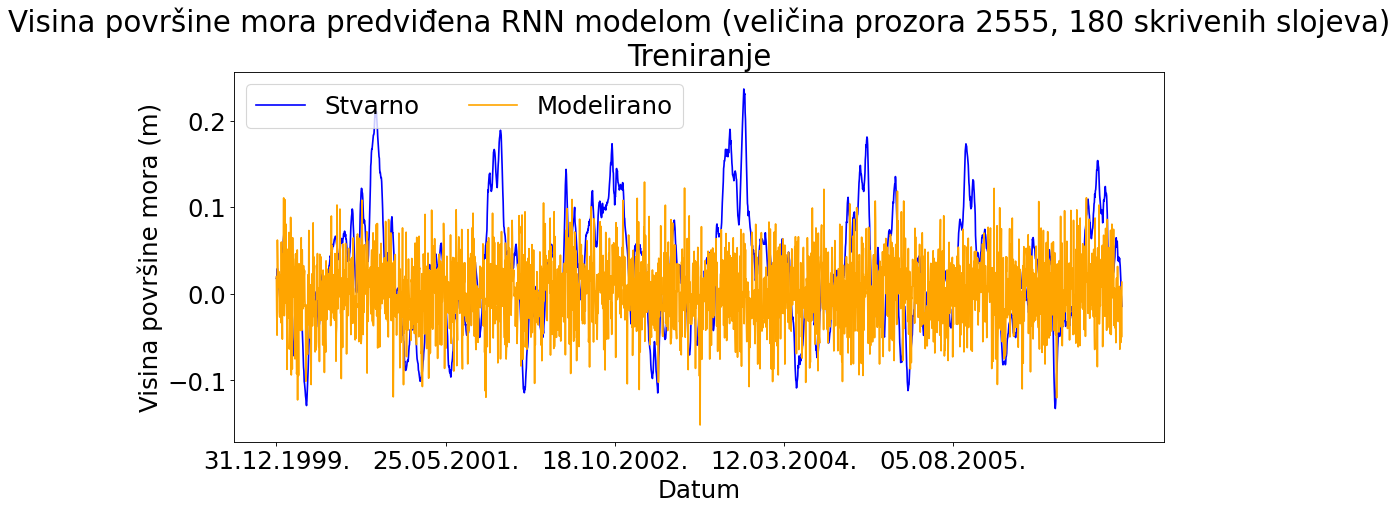 Visina površine mora predviđena RNN modelom (veličina prozora 2555, 180 skrivenih slojeva)
Treniranje
Stvarno Modelirano
Visina površine mora (m)
0.2
0.1
0.0
−0.1
31.12.1999. 25.05.2001. 18.10.2002. 12.03.2004. 05.08.2005.
Datum